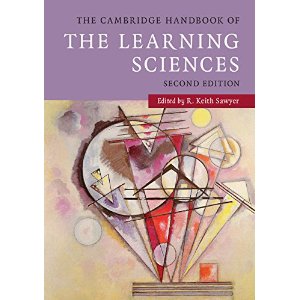 THE CAMBRIDGE HANDBOOK OF
THE LEARNING
SCIENCES
SECOND EDITION
Edited by R. Keith Sawyer